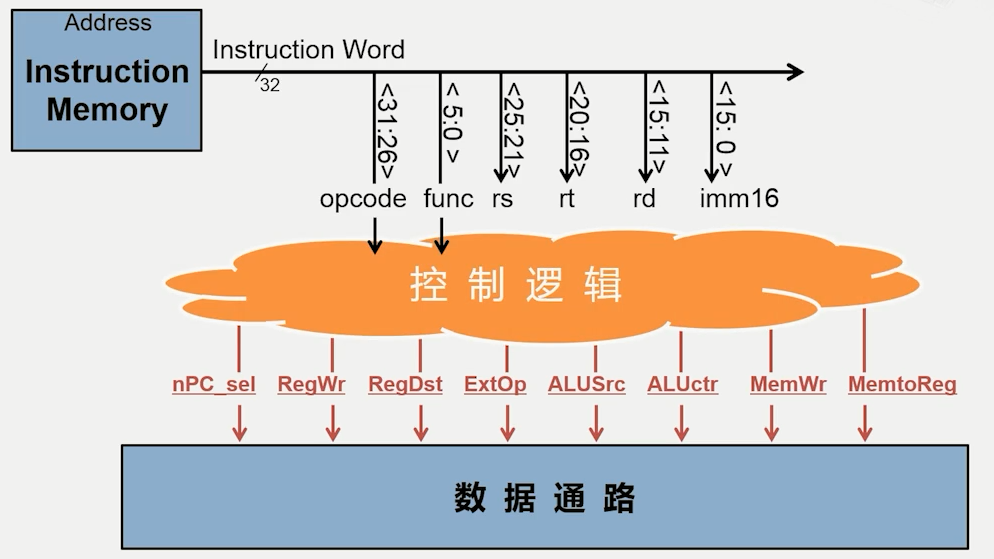 Address
Instruction
Memory
Instruction Word
32
<31:26>
< 5:0 >
<25:21>
<20:16>
<15:11>
<15: 0 >
opcode func rs rt rd imm16
控制逻辑
nPC_sel RegWr RegDst ExtOp ALUSrc ALUctr MemWr MemtoReg
数据通路